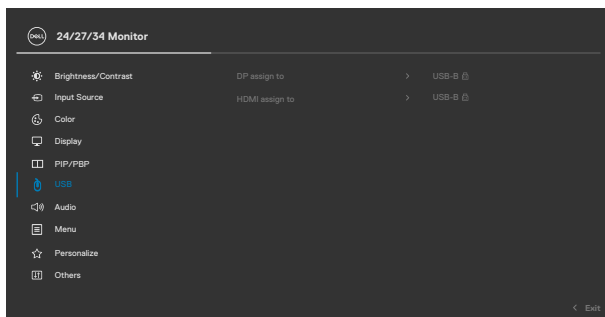 DELL 24/27/34 Monitor
Brightness/Contrast DP assign to > USB-B
Input Source HDMI assign to > USB-B
Color
Display
PIP/PBP
USB
Audio
Menu
Personalize
Others
< Exit